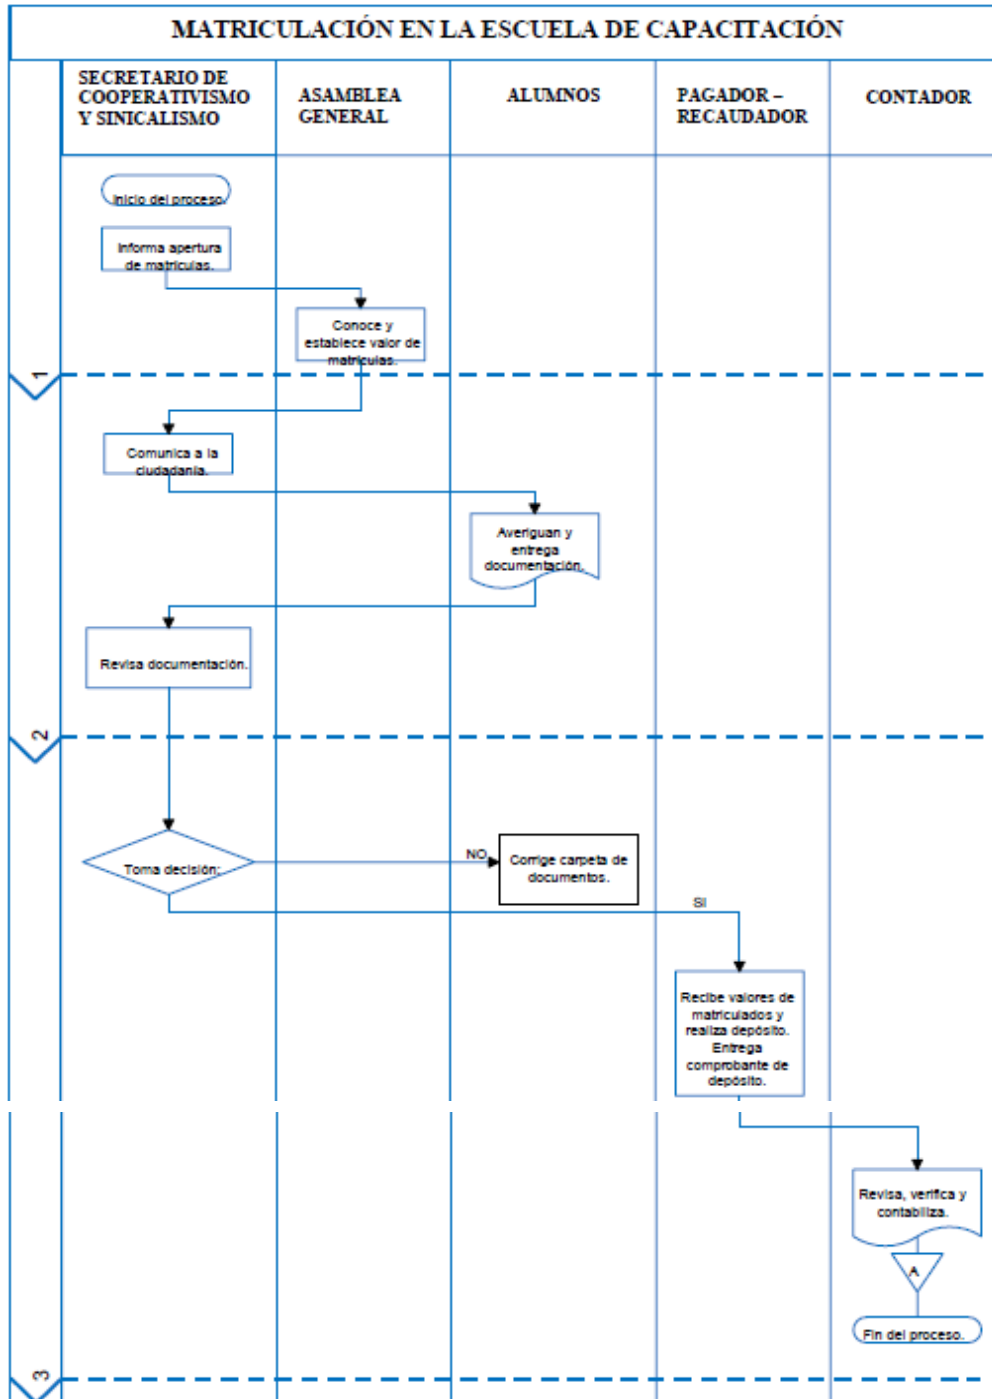 MATRICULACIÓN EN LA ESCUELA DE CAPACITACIÓN
SECRETARIO DE
COOPERATIVISMO
Y SINICALISMO
ASAMBLEA
GENERAL
ALUMNOS
PAGADOR –
RECAUDADOR
CONTADOR
Inicio del proceso.
Informa apertura
de matriculas.
Conoce y
establece valor de
matriculas.
1
Comunica a la
ciudadanía.
Averiguan y
entrega
documentación.
Revisa documentación.
2
Toma decisión;
NO
Corrige carpeta de
documentos.
SI
Recibe valores de
matriculados y
realiza depósito.
Entrega
comprobante de
depósito.
Revisa, verifica y
contabiliza.
A
Fin del proceso.
3